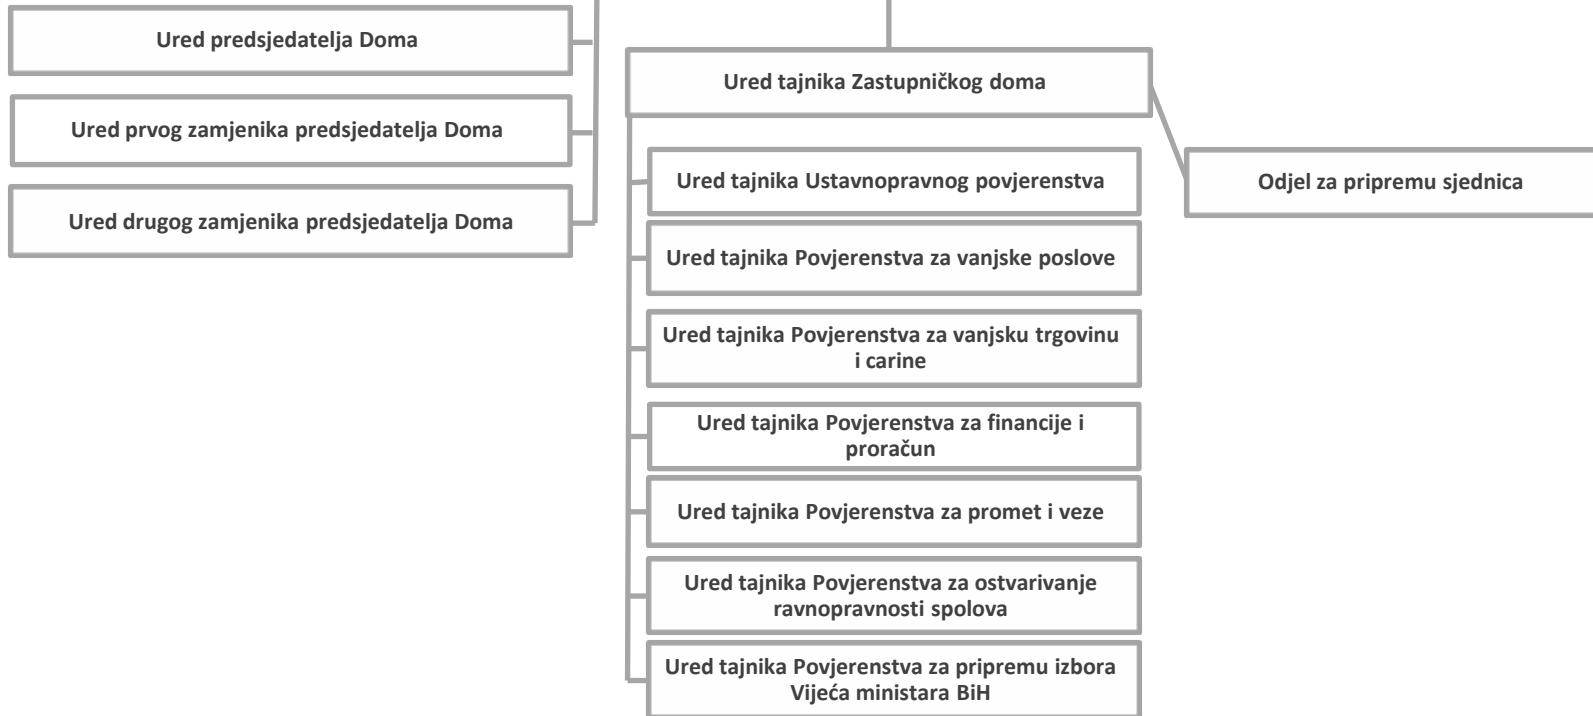 Ured predsjedatelja Doma
Ured prvog zamjenika predsjedatelja Doma
Ured drugog zamjenika predsjedatelja Doma
Ured tajnika Zastupničkog doma
Ured tajnika Ustavnopravnog povjerenstva
Ured tajnika Povjerenstva za vanjske poslove
Ured tajnika Povjerenstva za vanjsku trgovinu
i carine
Ured tajnika Povjerenstva za financije i
proračun
Ured tajnika Povjerenstva za promet i veze
Ured tajnika Povjerenstva za ostvarivanje
ravnopravnosti spolova
Ured tajnika Povjerenstva za pripremu izbora
Vijeća ministara BiH
Odjel za pripremu sjednica